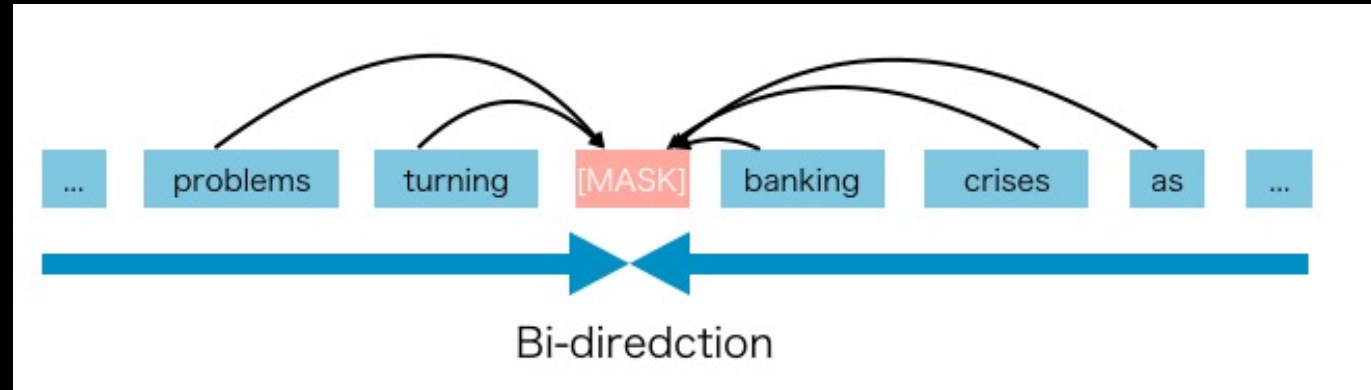 ... problems turning [MASK] banking crises as ...
Bi-diredction